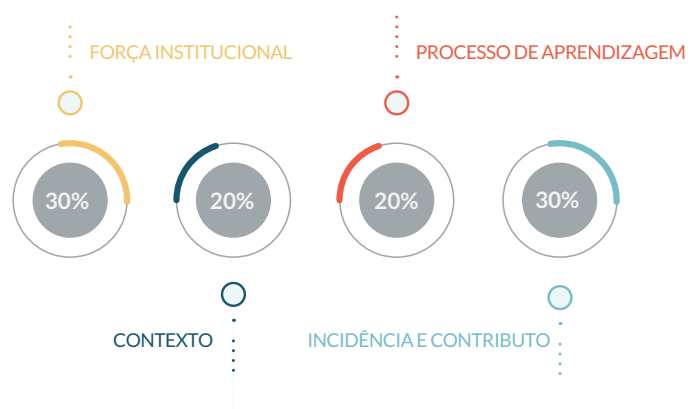 FORÇA INSTITUCIONAL
PROCESSO DE APRENDIZAGEM
30%
20%
20%
30%
CONTEXTO
INCIDÊNCIA E CONTRIBUTO